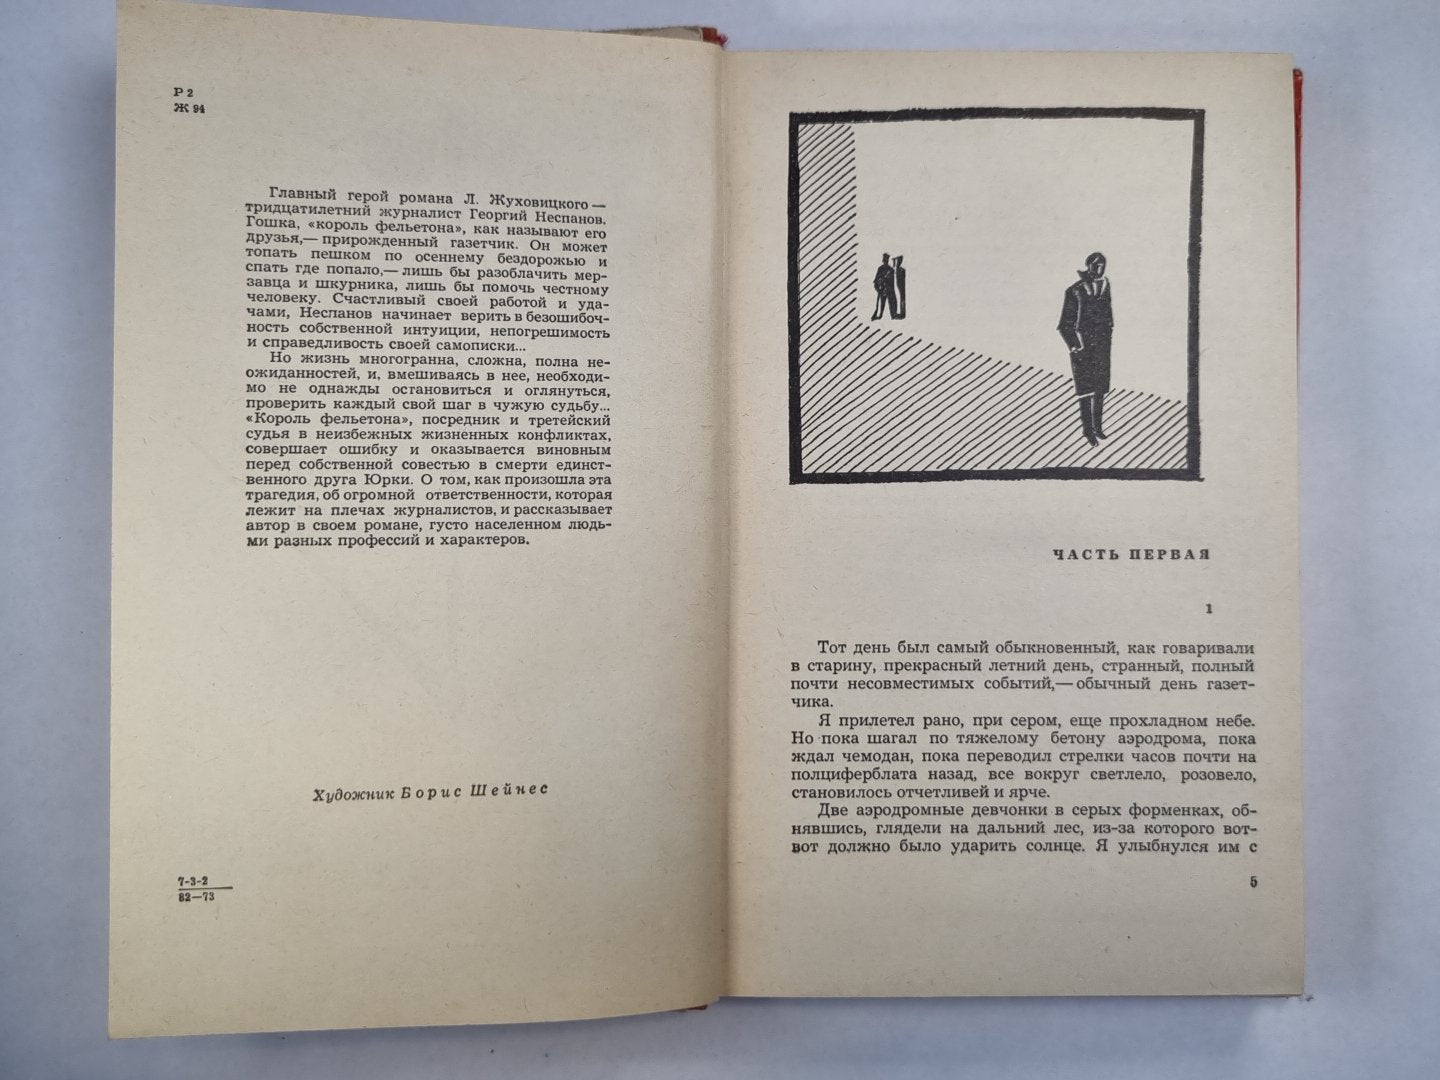 Р 2
Ж 94
Главный герой романа Л. Жуховицкого —
тридцатилетний журналист Георгий Неспанов.
Гошка, «король фельетона», как называют его
друзья,— прирожденный газетчик. Он может
топать пешком по осеннему бездорожью и
спать где попало,— лишь бы разоблачить мер-
завца и шкурника, лишь бы помочь честному
человеку. Счастливый своей работой и уда-
чами, Неспанов начинает верить в безошибоч-
ность собственной интуиции, непогрешимость
и справедливость своей самописки...
Но жизнь многогранна, сложна, полна не-
ожиданностей, и, вмешиваясь в нее, необходи-
мо не однажды остановиться и оглянуться,
проверить каждый свой шаг в чужую судьбу...
«Король фельетона», посредник и третейский
судья в неизбежных жизненных конфликтах,
совершает ошибку и оказывается виновным
перед собственной совестью в смерти единст-
венного друга Юрки. О том, как произошла эта
трагедия, об огромной ответственности, которая
лежит на плечах журналистов, и рассказывает
автор в своем романе, густо населенном людь-
ми разных профессий и характеров.
Художник Борис Шейнес
7-3-2
82—73
ЧАСТЬ ПЕРВАЯ
1
Тот день был самый обыкновенный, как говаривали
в старину, прекрасный летний день, странный, полный
почти несовместимых событий,— обычный день газет-
чика.
Я прилетел рано, при сером, еще прохладном небе.
Но пока шагал по тяжелому бетону аэродрома, пока
ждал чемодан, пока переводил стрелки часов почти на
полциферблата назад, все вокруг светлело, розовело,
становилось отчетливей и ярче.
Две аэродромные девчонки в серых форменках, об-
нявшись, глядели на дальний лес, из-за которого вот-
вот должно было ударить солнце. Я улыбнулся им с
5